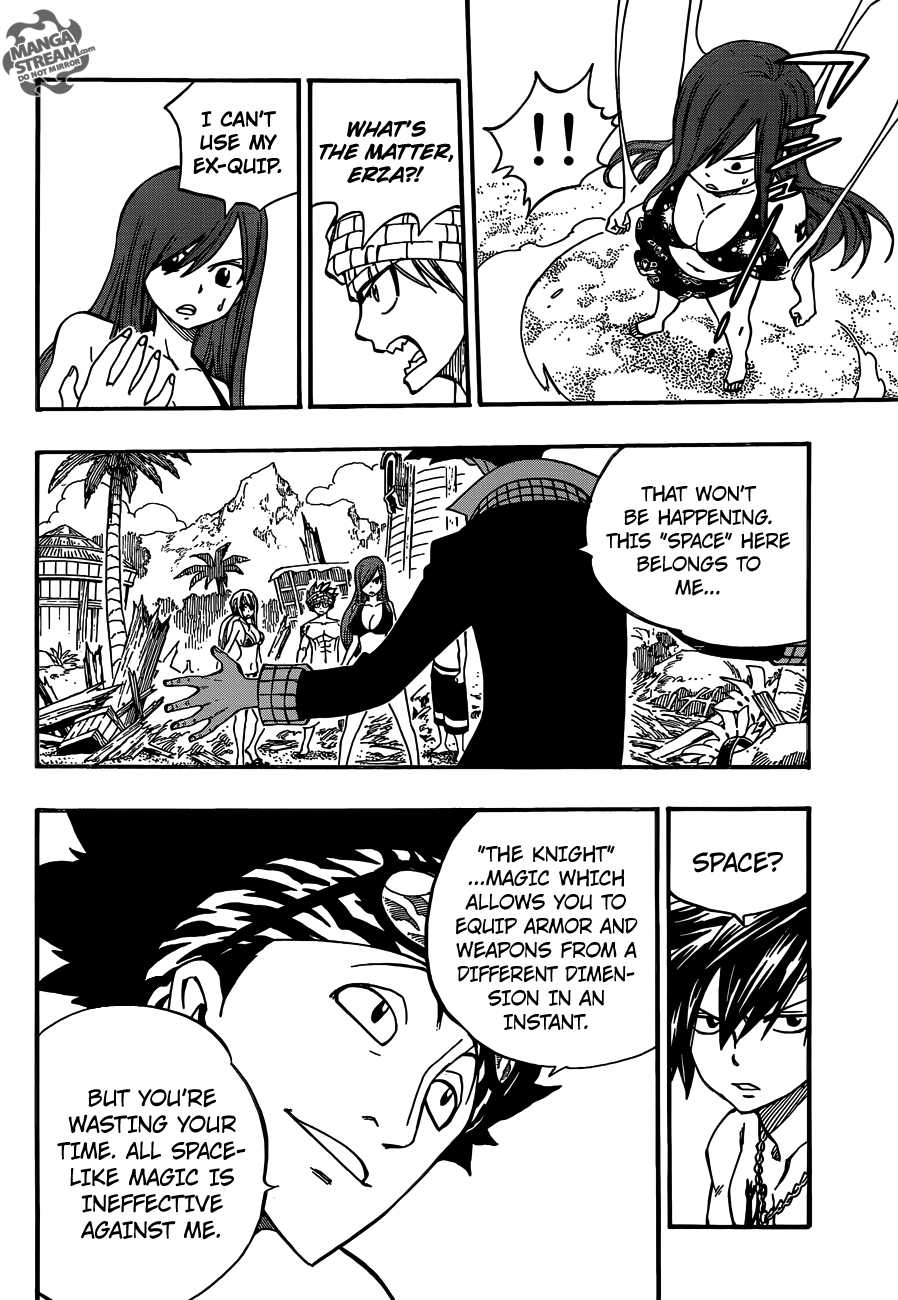 MANGA
STREAM.com
DO NOT MIRROR
!!
WHAT'S
THE MATTER,
ERZA?!
I CAN'T
USE MY
EX-QUIP.
THAT WON'T
BE HAPPENING.
THIS "SPACE" HERE
BELONGS TO
ME...
SPACE?
"THE KNIGHT"
...MAGIC WHICH
ALLOWS YOU TO
EQUIP ARMOR AND
WEAPONS FROM A
DIFFERENT DIMEN-
SION IN AN
INSTANT.
BUT YOU'RE
WASTING YOUR
TIME. ALL SPACE-
LIKE MAGIC IS
INEFFECTIVE
AGAINST ME.